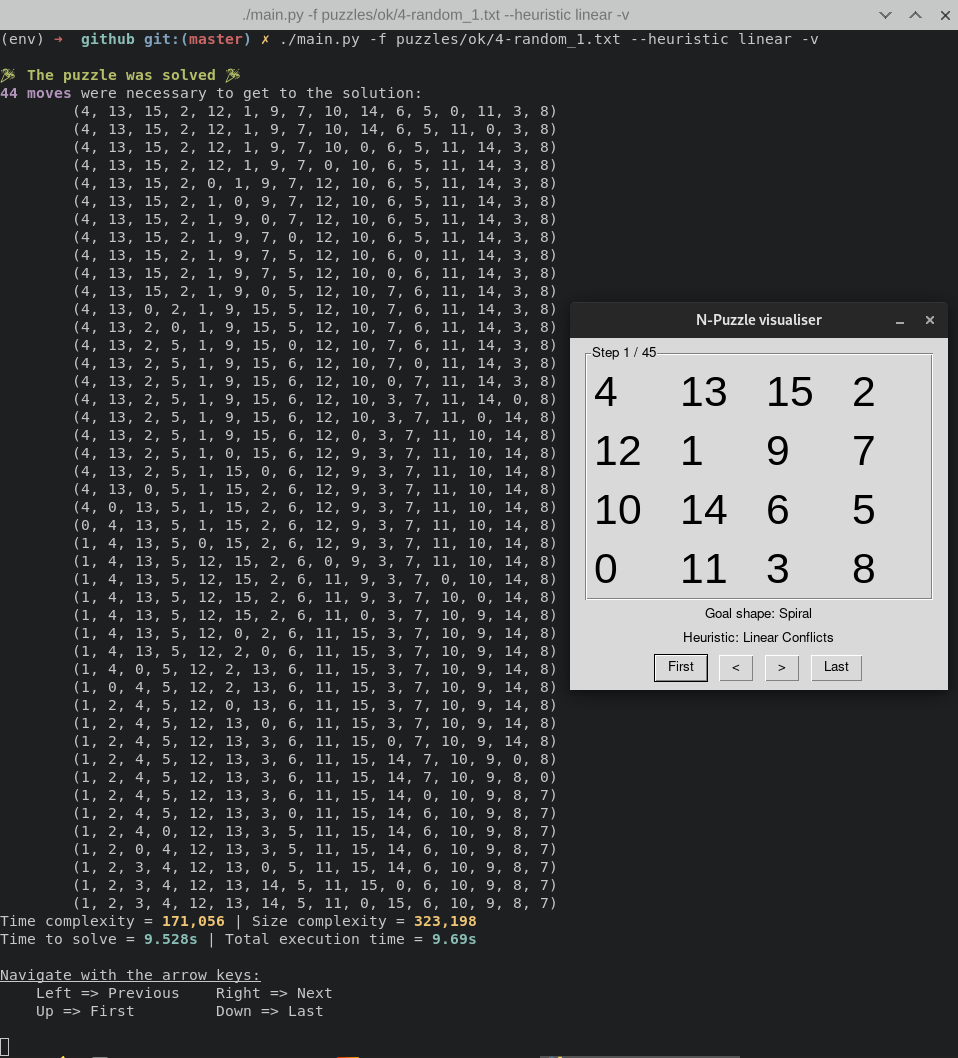 ./main.py -f puzzles/ok/4-random_1.txt --heuristic linear -v
(env) → github git:(master) ✗ ./main.py -f puzzles/ok/4-random_1.txt --heuristic linear -v
🎉 The puzzle was solved 🎉
44 moves were necessary to get to the solution:
(4, 13, 15, 2, 12, 1, 9, 7, 10, 14, 6, 5, 0, 11, 3, 8)
(4, 13, 15, 2, 12, 1, 9, 7, 10, 14, 6, 5, 11, 0, 3, 8)
(4, 13, 15, 2, 12, 1, 9, 7, 10, 0, 6, 5, 11, 14, 3, 8)
(4, 13, 15, 2, 12, 1, 9, 7, 0, 10, 6, 5, 11, 14, 3, 8)
(4, 13, 15, 2, 0, 1, 9, 7, 12, 10, 6, 5, 11, 14, 3, 8)
(4, 13, 15, 2, 1, 0, 9, 7, 12, 10, 6, 5, 11, 14, 3, 8)
(4, 13, 15, 2, 1, 9, 0, 7, 12, 10, 6, 5, 11, 14, 3, 8)
(4, 13, 15, 2, 1, 9, 7, 0, 12, 10, 6, 5, 11, 14, 3, 8)
(4, 13, 15, 2, 1, 9, 7, 5, 12, 10, 6, 0, 11, 14, 3, 8)
(4, 13, 15, 2, 1, 9, 7, 5, 12, 10, 0, 6, 11, 14, 3, 8)
(4, 13, 15, 2, 1, 9, 0, 5, 12, 10, 7, 6, 11, 14, 3, 8)
(4, 13, 0, 2, 1, 9, 15, 5, 12, 10, 7, 6, 11, 14, 3, 8)
(4, 13, 2, 0, 1, 9, 15, 5, 12, 10, 7, 6, 11, 14, 3, 8)
(4, 13, 2, 5, 1, 9, 15, 0, 12, 10, 7, 6, 11, 14, 3, 8)
(4, 13, 2, 5, 1, 9, 15, 6, 12, 10, 7, 0, 11, 14, 3, 8)
(4, 13, 2, 5, 1, 9, 15, 6, 12, 10, 0, 7, 11, 14, 3, 8)
(4, 13, 2, 5, 1, 9, 15, 6, 12, 10, 3, 7, 11, 14, 0, 8)
(4, 13, 2, 5, 1, 9, 15, 6, 12, 10, 3, 7, 11, 0, 14, 8)
(4, 13, 2, 5, 1, 9, 15, 6, 12, 0, 3, 7, 11, 10, 14, 8)
(4, 13, 2, 5, 1, 0, 15, 6, 12, 9, 3, 7, 11, 10, 14, 8)
(4, 13, 2, 5, 1, 15, 0, 6, 12, 9, 3, 7, 11, 10, 14, 8)
(4, 13, 0, 5, 1, 15, 2, 6, 12, 9, 3, 7, 11, 10, 14, 8)
(4, 0, 13, 5, 1, 15, 2, 6, 12, 9, 3, 7, 11, 10, 14, 8)
(0, 4, 13, 5, 1, 15, 2, 6, 12, 9, 3, 7, 11, 10, 14, 8)
(1, 4, 13, 5, 0, 15, 2, 6, 12, 9, 3, 7, 11, 10, 14, 8)
(1, 4, 13, 5, 12, 15, 2, 6, 0, 9, 3, 7, 11, 10, 14, 8)
(1, 4, 13, 5, 12, 15, 2, 6, 11, 9, 3, 7, 0, 10, 14, 8)
(1, 4, 13, 5, 12, 15, 2, 6, 11, 9, 3, 7, 10, 0, 14, 8)
(1, 4, 13, 5, 12, 15, 2, 6, 11, 0, 3, 7, 10, 9, 14, 8)
(1, 4, 13, 5, 12, 0, 2, 6, 11, 15, 3, 7, 10, 9, 14, 8)
(1, 4, 13, 5, 12, 2, 0, 6, 11, 15, 3, 7, 10, 9, 14, 8)
(1, 4, 0, 5, 12, 2, 13, 6, 11, 15, 3, 7, 10, 9, 14, 8)
(1, 0, 4, 5, 12, 2, 13, 6, 11, 15, 3, 7, 10, 9, 14, 8)
(1, 2, 4, 5, 12, 0, 13, 6, 11, 15, 3, 7, 10, 9, 14, 8)
(1, 2, 4, 5, 12, 13, 0, 6, 11, 15, 3, 7, 10, 9, 14, 8)
(1, 2, 4, 5, 12, 13, 3, 6, 11, 15, 0, 7, 10, 9, 14, 8)
(1, 2, 4, 5, 12, 13, 3, 6, 11, 15, 14, 7, 10, 9, 0, 8)
(1, 2, 4, 5, 12, 13, 3, 6, 11, 15, 14, 7, 10, 9, 8, 0)
(1, 2, 4, 5, 12, 13, 3, 6, 11, 15, 14, 0, 10, 9, 8, 7)
(1, 2, 4, 5, 12, 13, 3, 0, 11, 15, 14, 6, 10, 9, 8, 7)
(1, 2, 4, 0, 12, 13, 3, 5, 11, 15, 14, 6, 10, 9, 8, 7)
(1, 2, 0, 4, 12, 13, 3, 5, 11, 15, 14, 6, 10, 9, 8, 7)
(1, 2, 3, 4, 12, 13, 0, 5, 11, 15, 14, 6, 10, 9, 8, 7)
(1, 2, 3, 4, 12, 13, 14, 5, 11, 15, 0, 6, 10, 9, 8, 7)
(1, 2, 3, 4, 12, 13, 14, 5, 11, 0, 15, 6, 10, 9, 8, 7)
Time complexity = 171,056 | Size complexity = 323,198
Time to solve = 9.528s | Total execution time = 9.69s
Navigate with the arrow keys:
Left => Previous    Right => Next
Up => First         Down => Last
N-Puzzle visualiser
Step 1 / 45
4 13 15 2
12 1 9 7
10 14 6 5
0 11 3 8
Goal shape: Spiral
Heuristic: Linear Conflicts
First < > Last